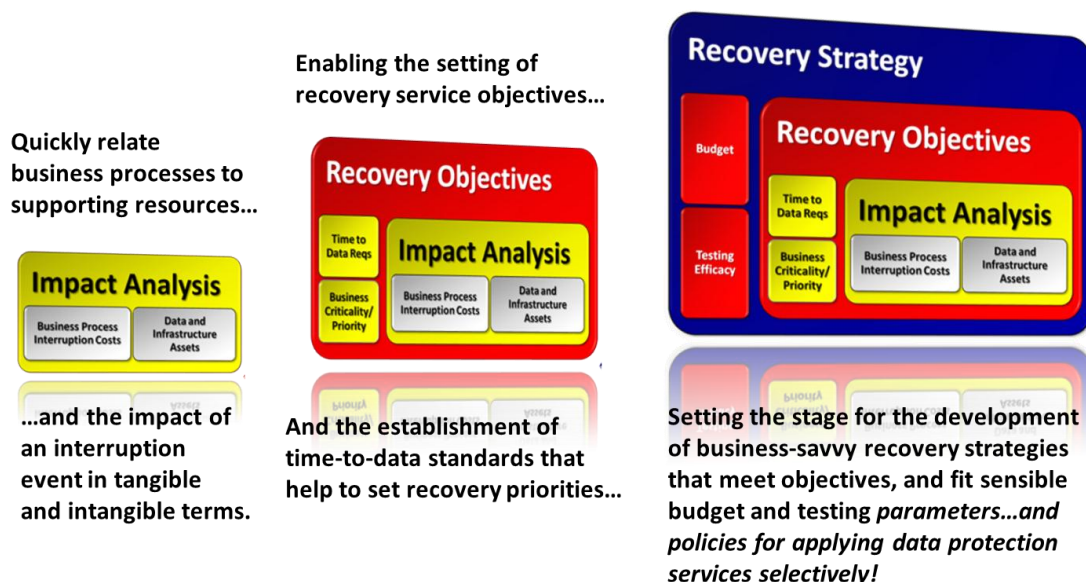 Quickly relate
business processes to
supporting resources…
Impact Analysis
Business Process
Interruption Costs
Data and
Infrastructure
Assets
…and the impact of
an interruption
event in tangible
and intangible terms.
Enabling the setting of
recovery service objectives…
Recovery Objectives
Time to
Data Reqs
Business
Criticality/
Priority
Impact Analysis
Business Process
Interruption Costs
Data and
Infrastructure
Assets
And the establishment of
time-to-data standards that
help to set recovery priorities…
Recovery Strategy
Budget
Testing
Efficacy
Recovery Objectives
Time to
Data Reqs
Business
Criticality/
Priority
Impact Analysis
Business Process
Interruption Costs
Data and
Infrastructure
Assets
Setting the stage for the development
of business-savvy recovery strategies
that meet objectives, and fit sensible
budget and testing parameters…and
policies for applying data protection
services selectively!